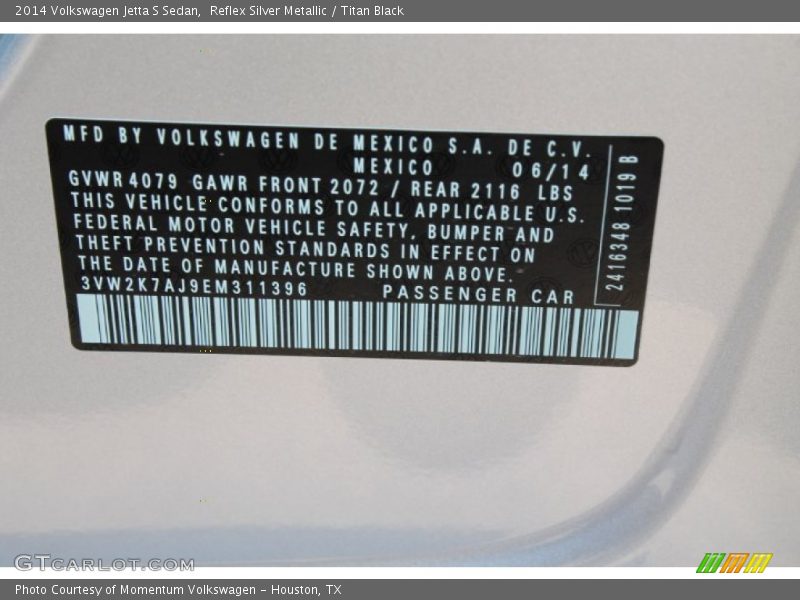 2014 Volkswagen Jetta S Sedan,  Reflex Silver Metallic / Titan Black
MFD BY VOLKSWAGEN DE MEXICO S.A. DE C.V.
MEXICO 06/14
GVWR 4079 GAWR FRONT 2072 / REAR 2116 LBS
THIS VEHICLE CONFORMS TO ALL APPLICABLE U.S.
FEDERAL MOTOR VEHICLE SAFETY, BUMPER AND
THEFT PREVENTION STANDARDS IN EFFECT ON
THE DATE OF MANUFACTURE SHOWN ABOVE.
3VW2K7AJ9EM311396 PASSENGER CAR
2416348 1019 B
GTCARLOT.COM
Photo Courtesy of Momentum Volkswagen - Houston, TX